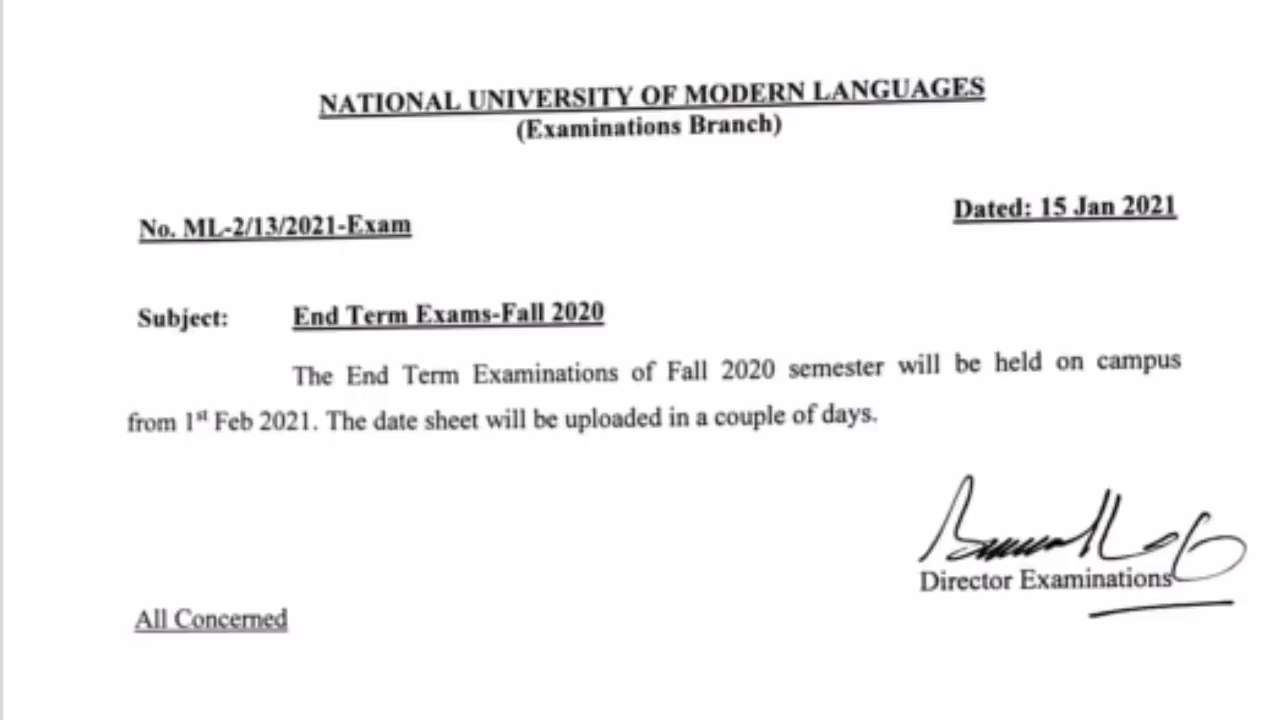 NATIONAL UNIVERSITY OF MODERN LANGUAGES
(Examinations Branch)
No. ML-2/13/2021-Exam
Dated: 15 Jan 2021
Subject: End Term Exams-Fall 2020
The End Term Examinations of Fall 2020 semester will be held on campus
from 1st Feb 2021. The date sheet will be uploaded in a couple of days.
Director Examinations
All Concerned